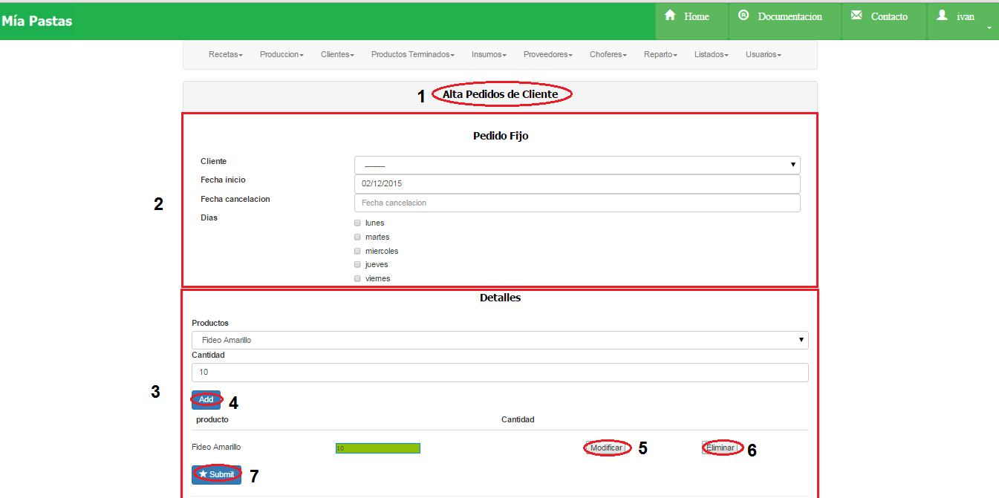 Mía Pastas Home Documentacion Contacto ivan
Recetas Produccion Clientes Productos Terminados Insumos Proveedores Choferes Reparto Listados Usuarios
1 Alta Pedidos de Cliente
Pedido Fijo
Cliente ---------
Fecha inicio 02/12/2015
2 Fecha cancelacion Fecha cancelacion
Dias
lunes
martes
miercoles
jueves
viernes
Detalles
Productos
Fideo Amarillo
Cantidad
10
3
Add 4
producto Cantidad
Fideo Amarillo 10 Modificar 5 Eliminar 6
Submit 7